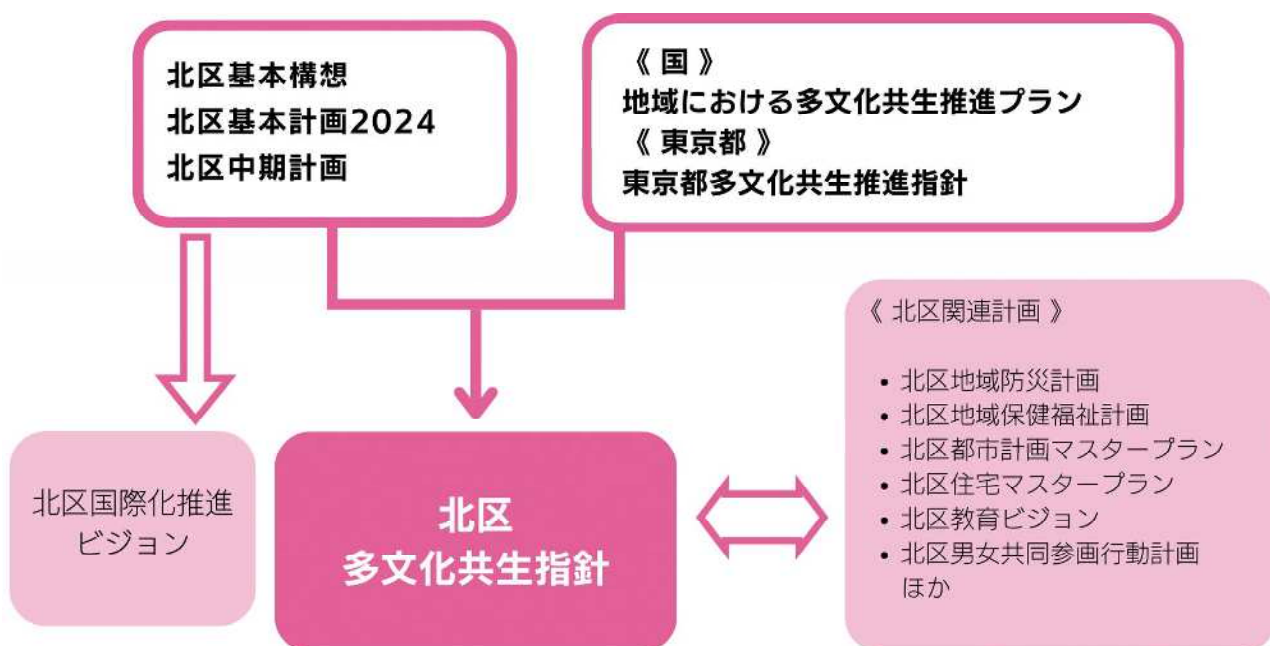 北区基本構想
北区基本計画2024
北区中期計画
《 国 》
地域における多文化共生推進プラン
《 東京都 》
東京都多文化共生推進指針
北区国際化推進
ビジョン
北区
多文化共生指針
《 北区関連計画 》
• 北区地域防災計画
• 北区地域保健福祉計画
• 北区都市計画マスタープラン
• 北区住宅マスタープラン
• 北区教育ビジョン
• 北区男女共同参画行動計画
ほか